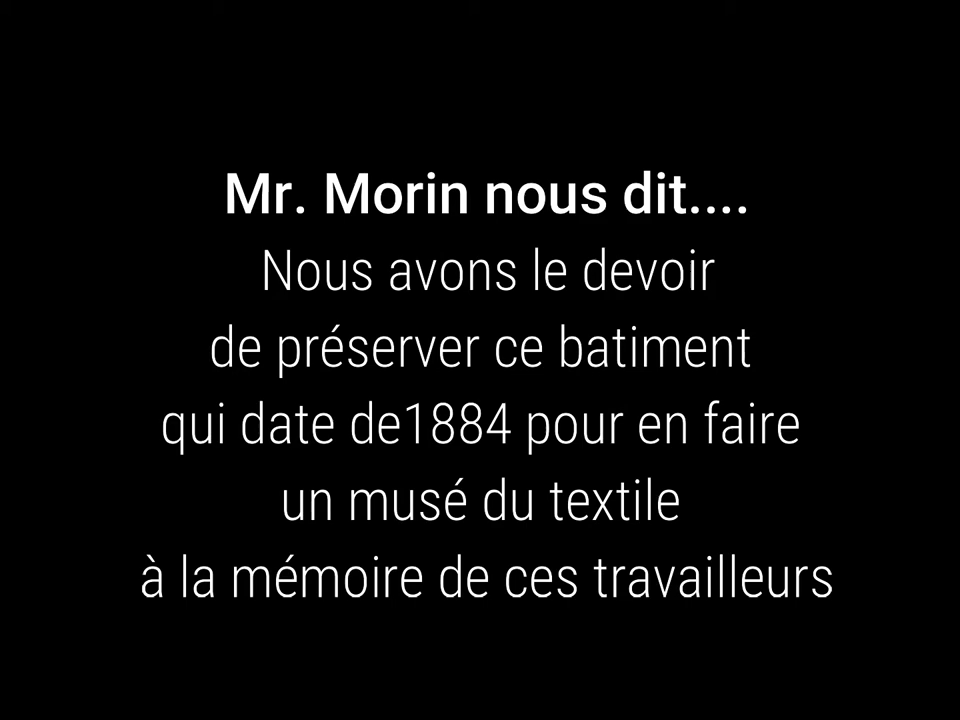 Mr. Morin nous dit....
Nous avons le devoir
de préserver ce batiment
qui date de1884 pour en faire
un musé du textile
à la mémoire de ces travailleurs